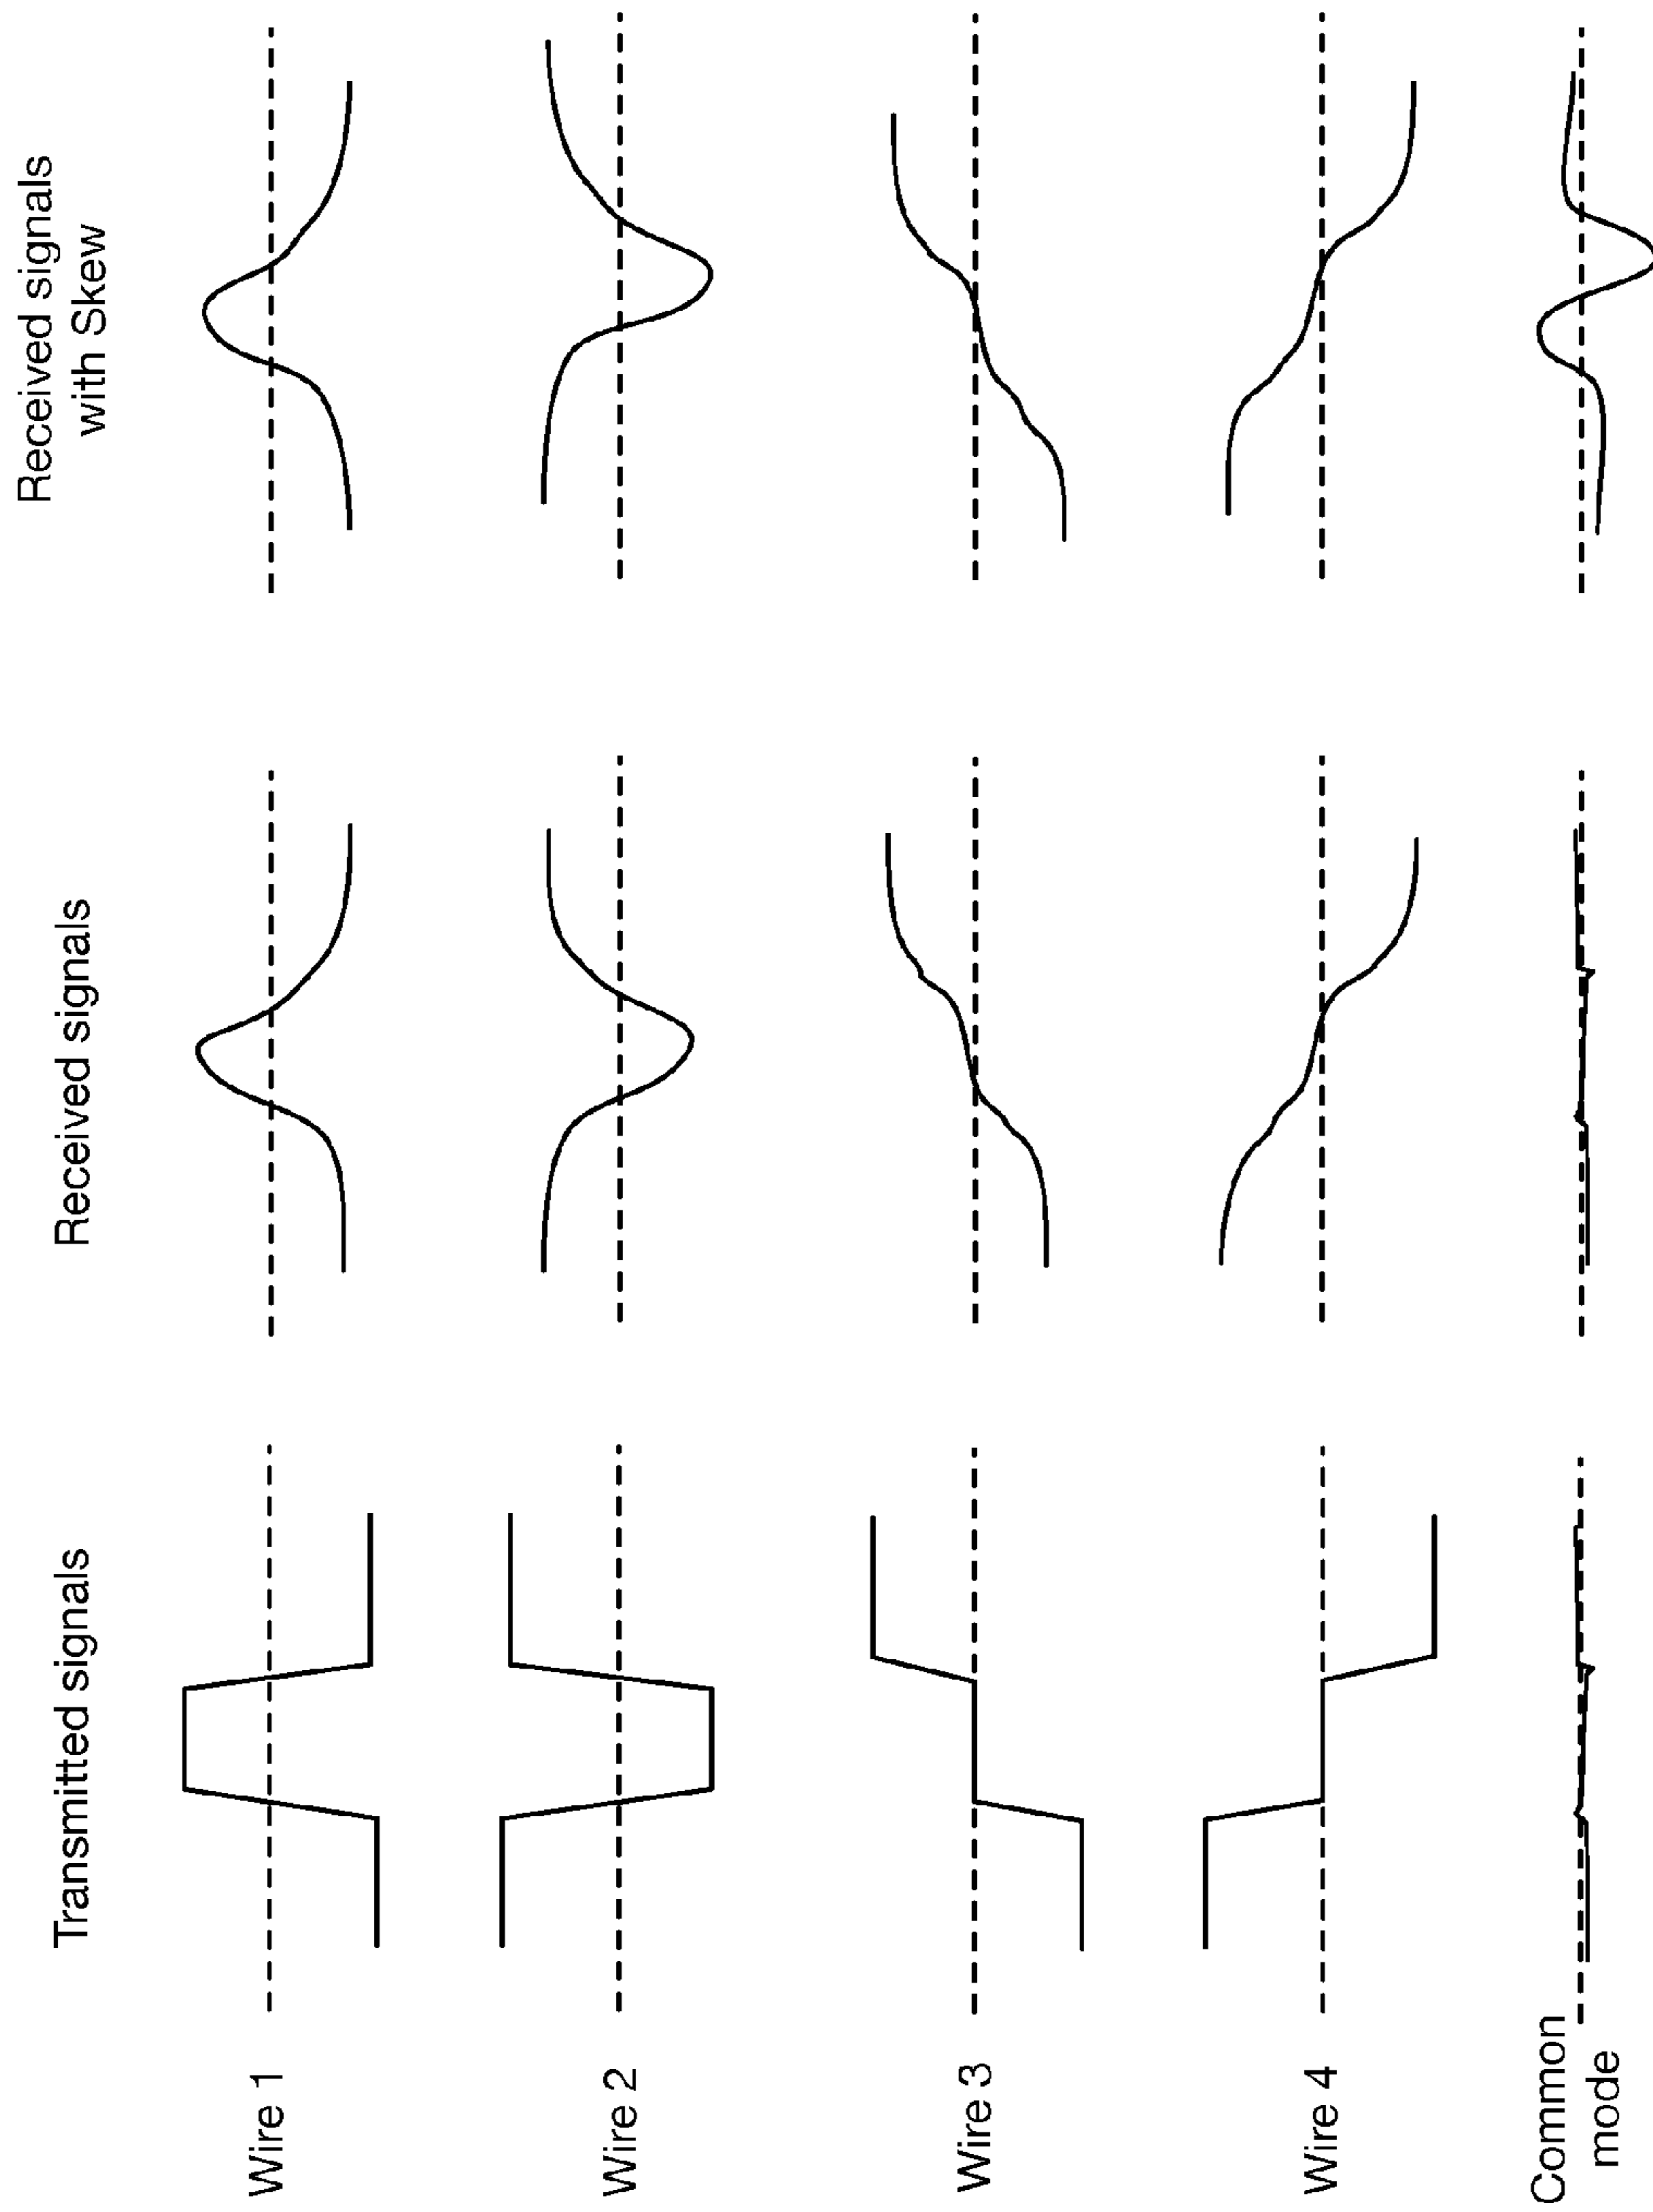 Transmitted signals
Received signals
Received signals
with Skew
Wire 1
Wire 2
Wire 3
Wire 4
Common
mode